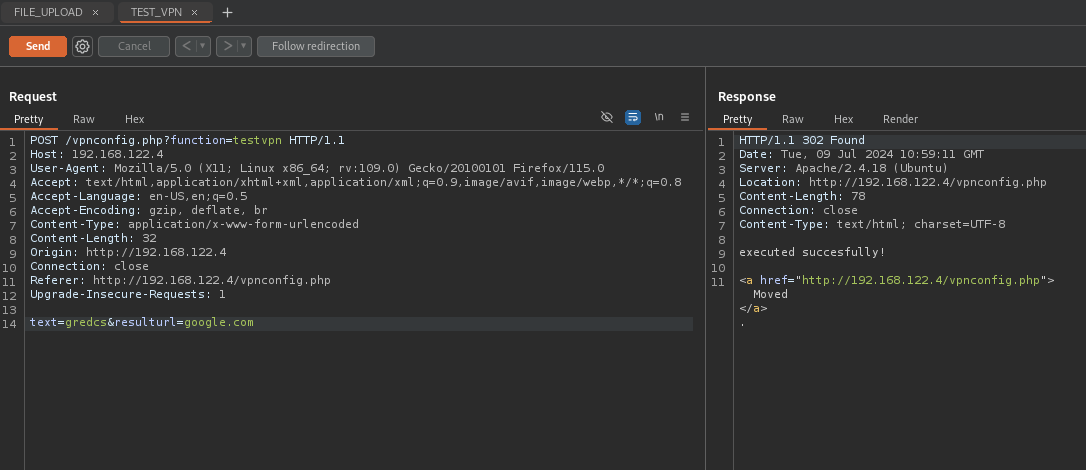 FILE_UPLOAD × TEST_VPN × +
Send Cancel < > Follow redirection
Request
Pretty Raw Hex \n
1 POST /vpnconfig.php?function=testvpn HTTP/1.1
2 Host: 192.168.122.4
3 User-Agent: Mozilla/5.0 (X11; Linux x86_64; rv:109.0) Gecko/20100101 Firefox/115.0
4 Accept: text/html,application/xhtml+xml,application/xml;q=0.9,image/avif,image/webp,*/*;q=0.8
5 Accept-Language: en-US,en;q=0.5
6 Accept-Encoding: gzip, deflate, br
7 Content-Type: application/x-www-form-urlencoded
8 Content-Length: 32
9 Origin: http://192.168.122.4
10 Connection: close
11 Referer: http://192.168.122.4/vpnconfig.php
12 Upgrade-Insecure-Requests: 1
13
14 text=gredcs&resulturl=google.com
Response
Pretty Raw Hex Render
1 HTTP/1.1 302 Found
2 Date: Tue, 09 Jul 2024 10:59:11 GMT
3 Server: Apache/2.4.18 (Ubuntu)
4 Location: http://192.168.122.4/vpnconfig.php
5 Content-Length: 78
6 Connection: close
7 Content-Type: text/html; charset=UTF-8
8
9 executed succesfully!
10
11 <a href="http://192.168.122.4/vpnconfig.php">
Moved
</a>
.